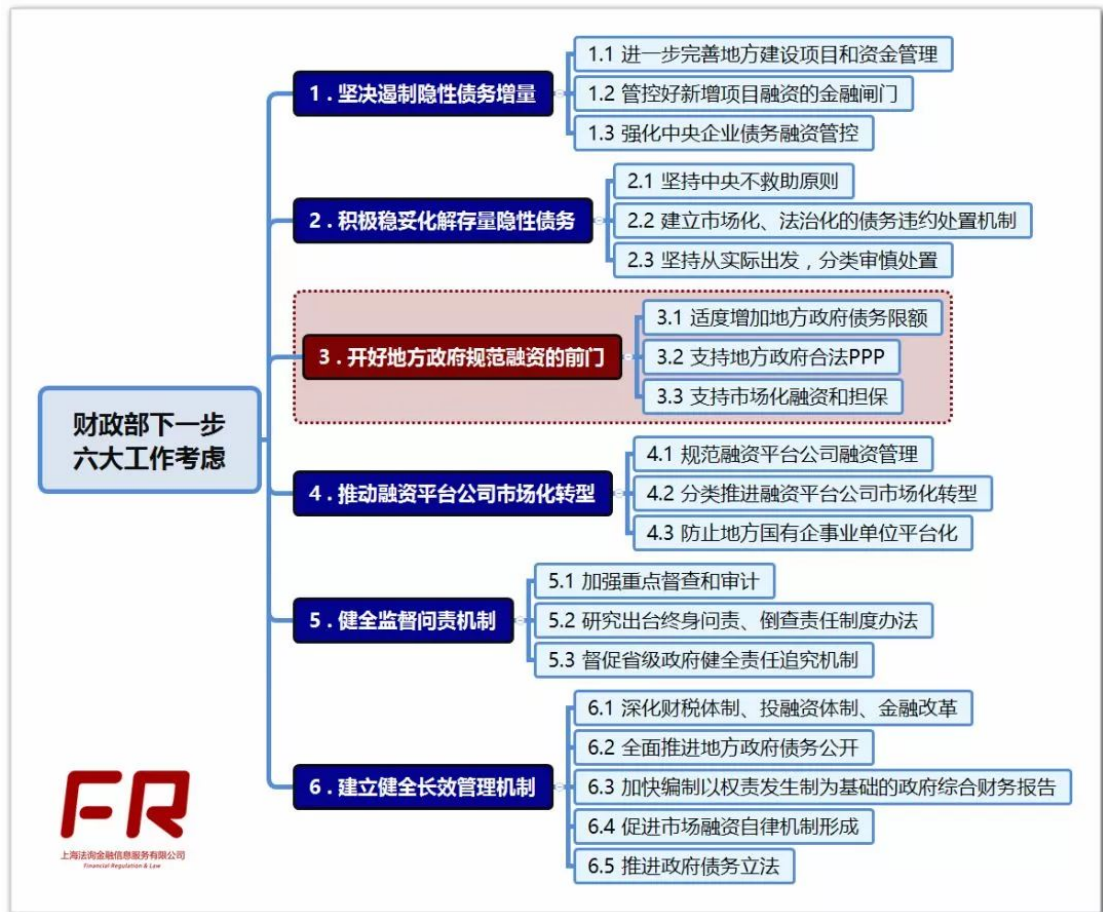 财政部下一步
六大工作考虑
1 . 坚决遏制隐性债务增量
1.1 进一步完善地方建设项目和资金管理
1.2 管控好新增项目融资的金融闸门
1.3 强化中央企业债务融资管控
2 . 积极稳妥化解存量隐性债务
2.1 坚持中央不救助原则
2.2 建立市场化、法治化的债务违约处置机制
2.3 坚持从实际出发，分类审慎处置
3 . 开好地方政府规范融资的前门
3.1 适度增加地方政府债务限额
3.2 支持地方政府合法PPP
3.3 支持市场化融资和担保
4 . 推动融资平台公司市场化转型
4.1 规范融资平台公司融资管理
4.2 分类推进融资平台公司市场化转型
4.3 防止地方国有企事业单位平台化
5 . 健全监督问责机制
5.1 加强重点督查和审计
5.2 研究出台终身问责、倒查责任制度办法
5.3 督促省级政府健全责任追究机制
6 . 建立健全长效管理机制
6.1 深化财税体制、投融资体制、金融改革
6.2 全面推进地方政府债务公开
6.3 加快编制以权责发生制为基础的政府综合财务报告
6.4 促进市场融资自律机制形成
6.5 推进政府债务立法
FR
上海法询金融信息服务有限公司
Financial Regulation & Law